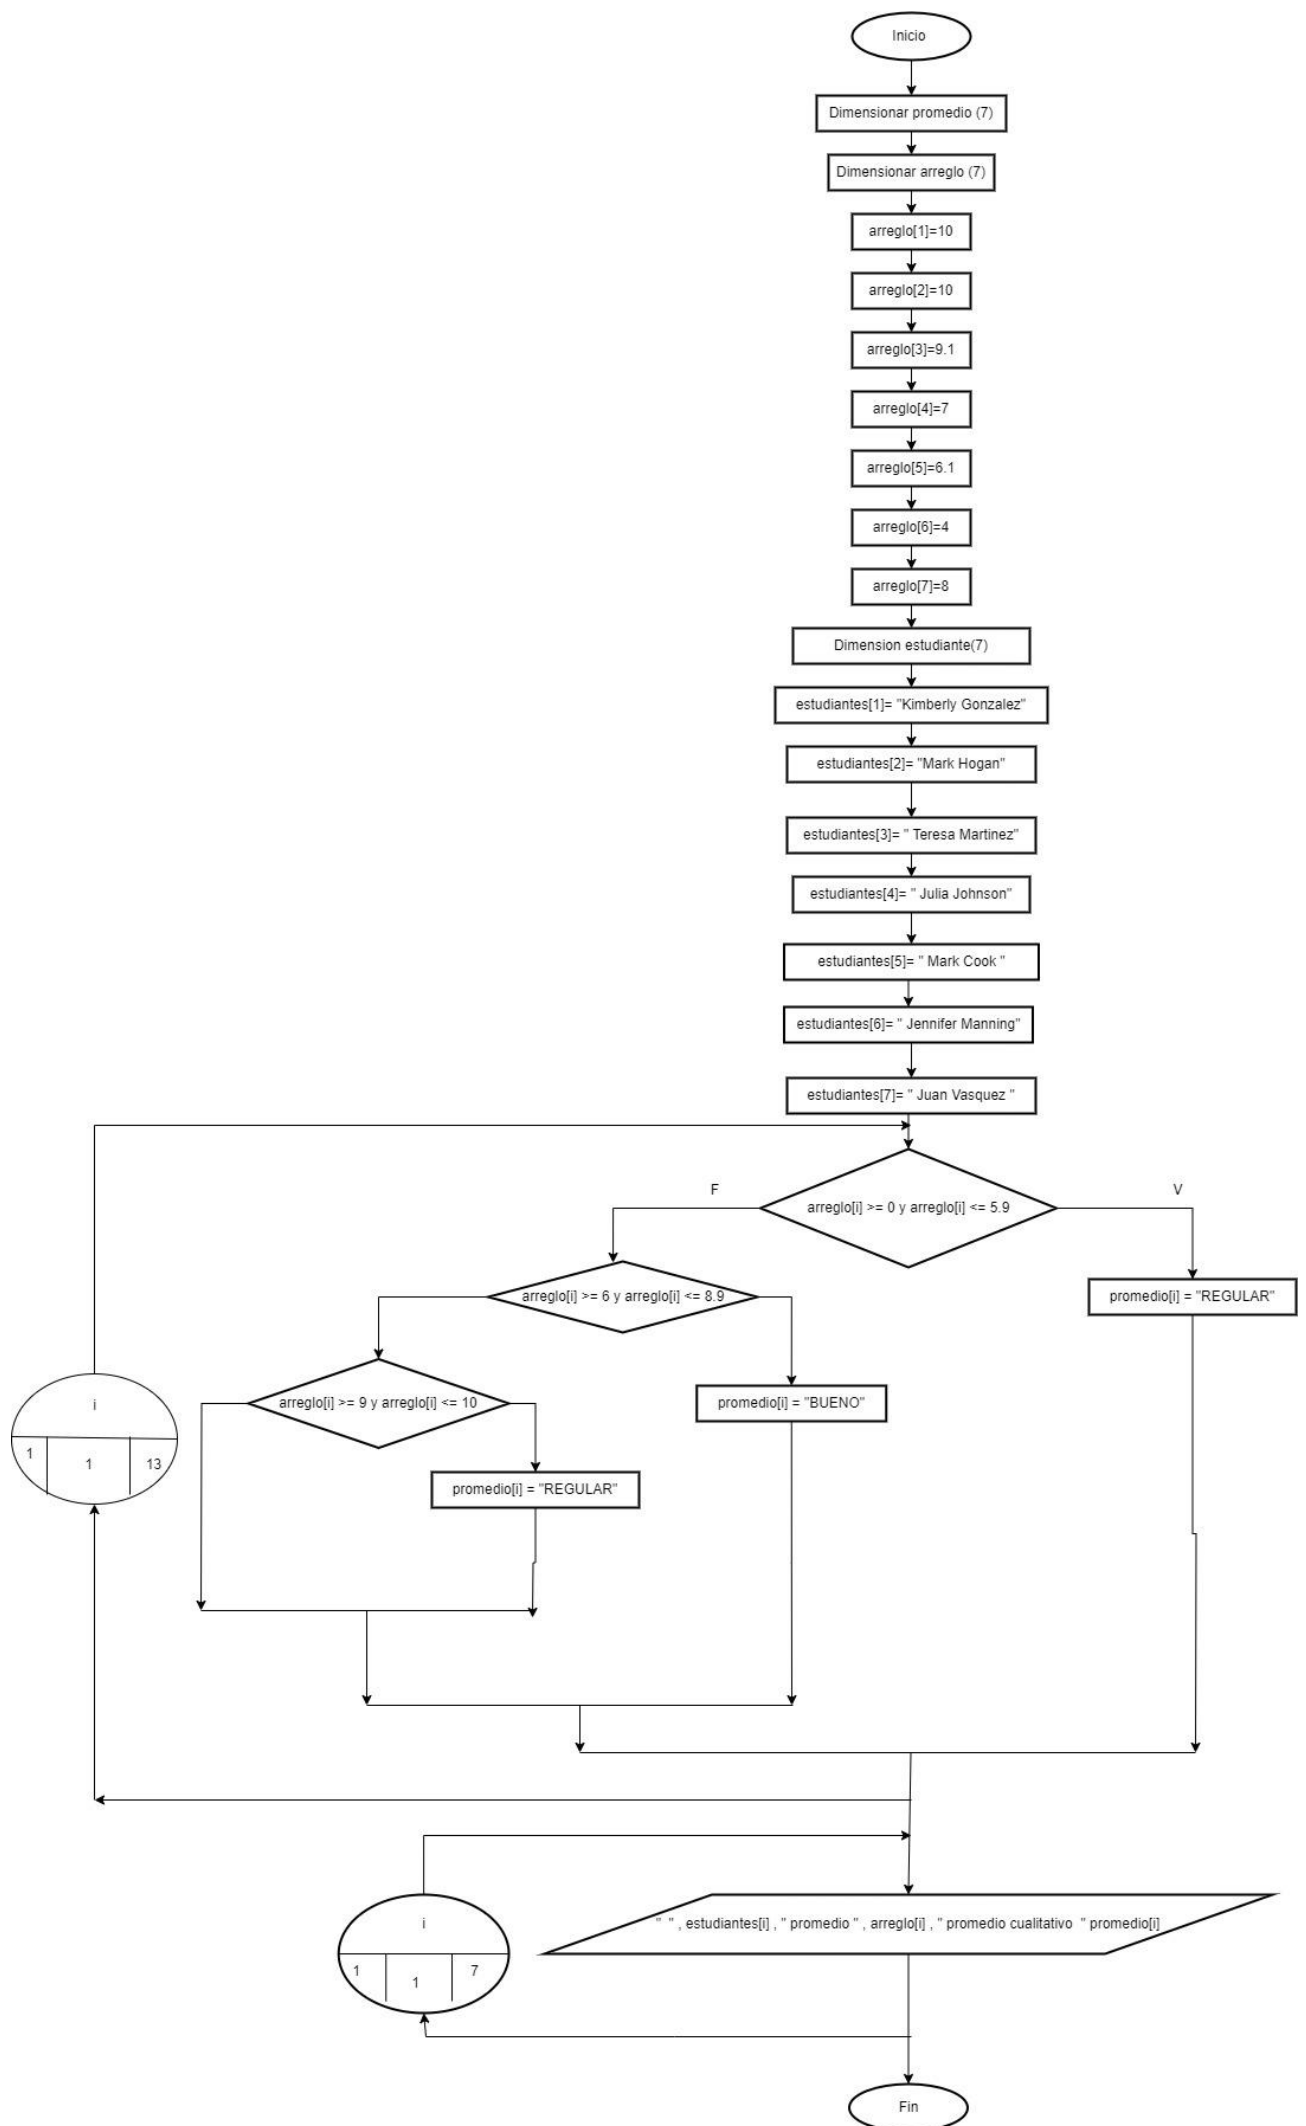 Inicio
Dimensionar promedio (7)
Dimensionar arreglo (7)
arreglo[1]=10
arreglo[2]=10
arreglo[3]=9.1
arreglo[4]=7
arreglo[5]=6.1
arreglo[6]=4
arreglo[7]=8
Dimension estudiante(7)
estudiantes[1]= "Kimberly Gonzalez"
estudiantes[2]= "Mark Hogan"
estudiantes[3]= " Teresa Martinez"
estudiantes[4]= " Julia Johnson"
estudiantes[5]= " Mark Cook "
estudiantes[6]= " Jennifer Manning"
estudiantes[7]= " Juan Vasquez "
F
V
arreglo[i] >= 0 y arreglo[i] <= 5.9
arreglo[i] >= 6 y arreglo[i] <= 8.9
promedio[i] = "REGULAR"
arreglo[i] >= 9 y arreglo[i] <= 10
promedio[i] = "BUENO"
i
1
1
13
promedio[i] = "REGULAR"
i
1
1
7
" " , estudiantes[i] , " promedio " , arreglo[i] , " promedio cualitativo " promedio[i]
Fin